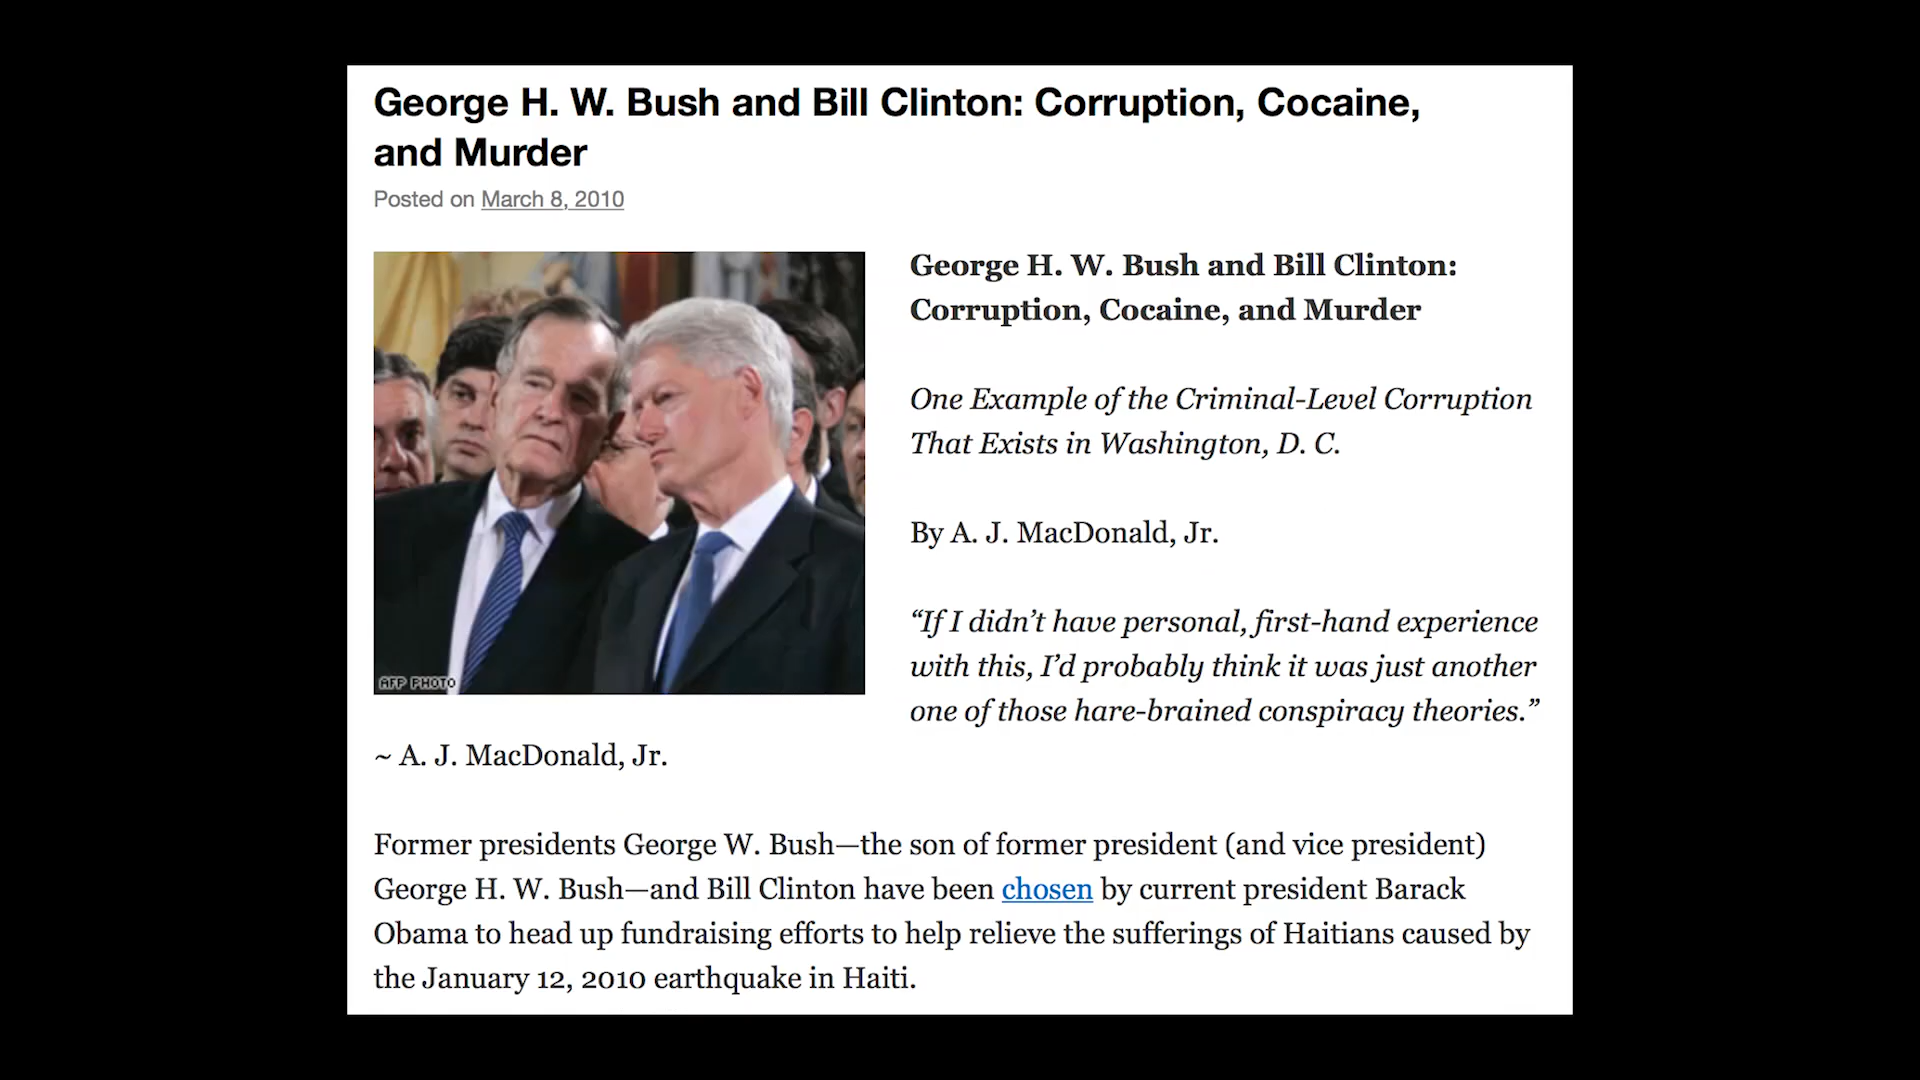 George H. W. Bush and Bill Clinton: Corruption, Cocaine,
and Murder
Posted on March 8, 2010
George H. W. Bush and Bill Clinton:
Corruption, Cocaine, and Murder
One Example of the Criminal-Level Corruption
That Exists in Washington, D. C.
By A. J. MacDonald, Jr.
“If I didn’t have personal, first-hand experience
with this, I’d probably think it was just another
one of those hare-brained conspiracy theories.”
AFP PHOTO
~ A. J. MacDonald, Jr.
Former presidents George W. Bush—the son of former president (and vice president)
George H. W. Bush—and Bill Clinton have been chosen by current president Barack
Obama to head up fundraising efforts to help relieve the sufferings of Haitians caused by
the January 12, 2010 earthquake in Haiti.